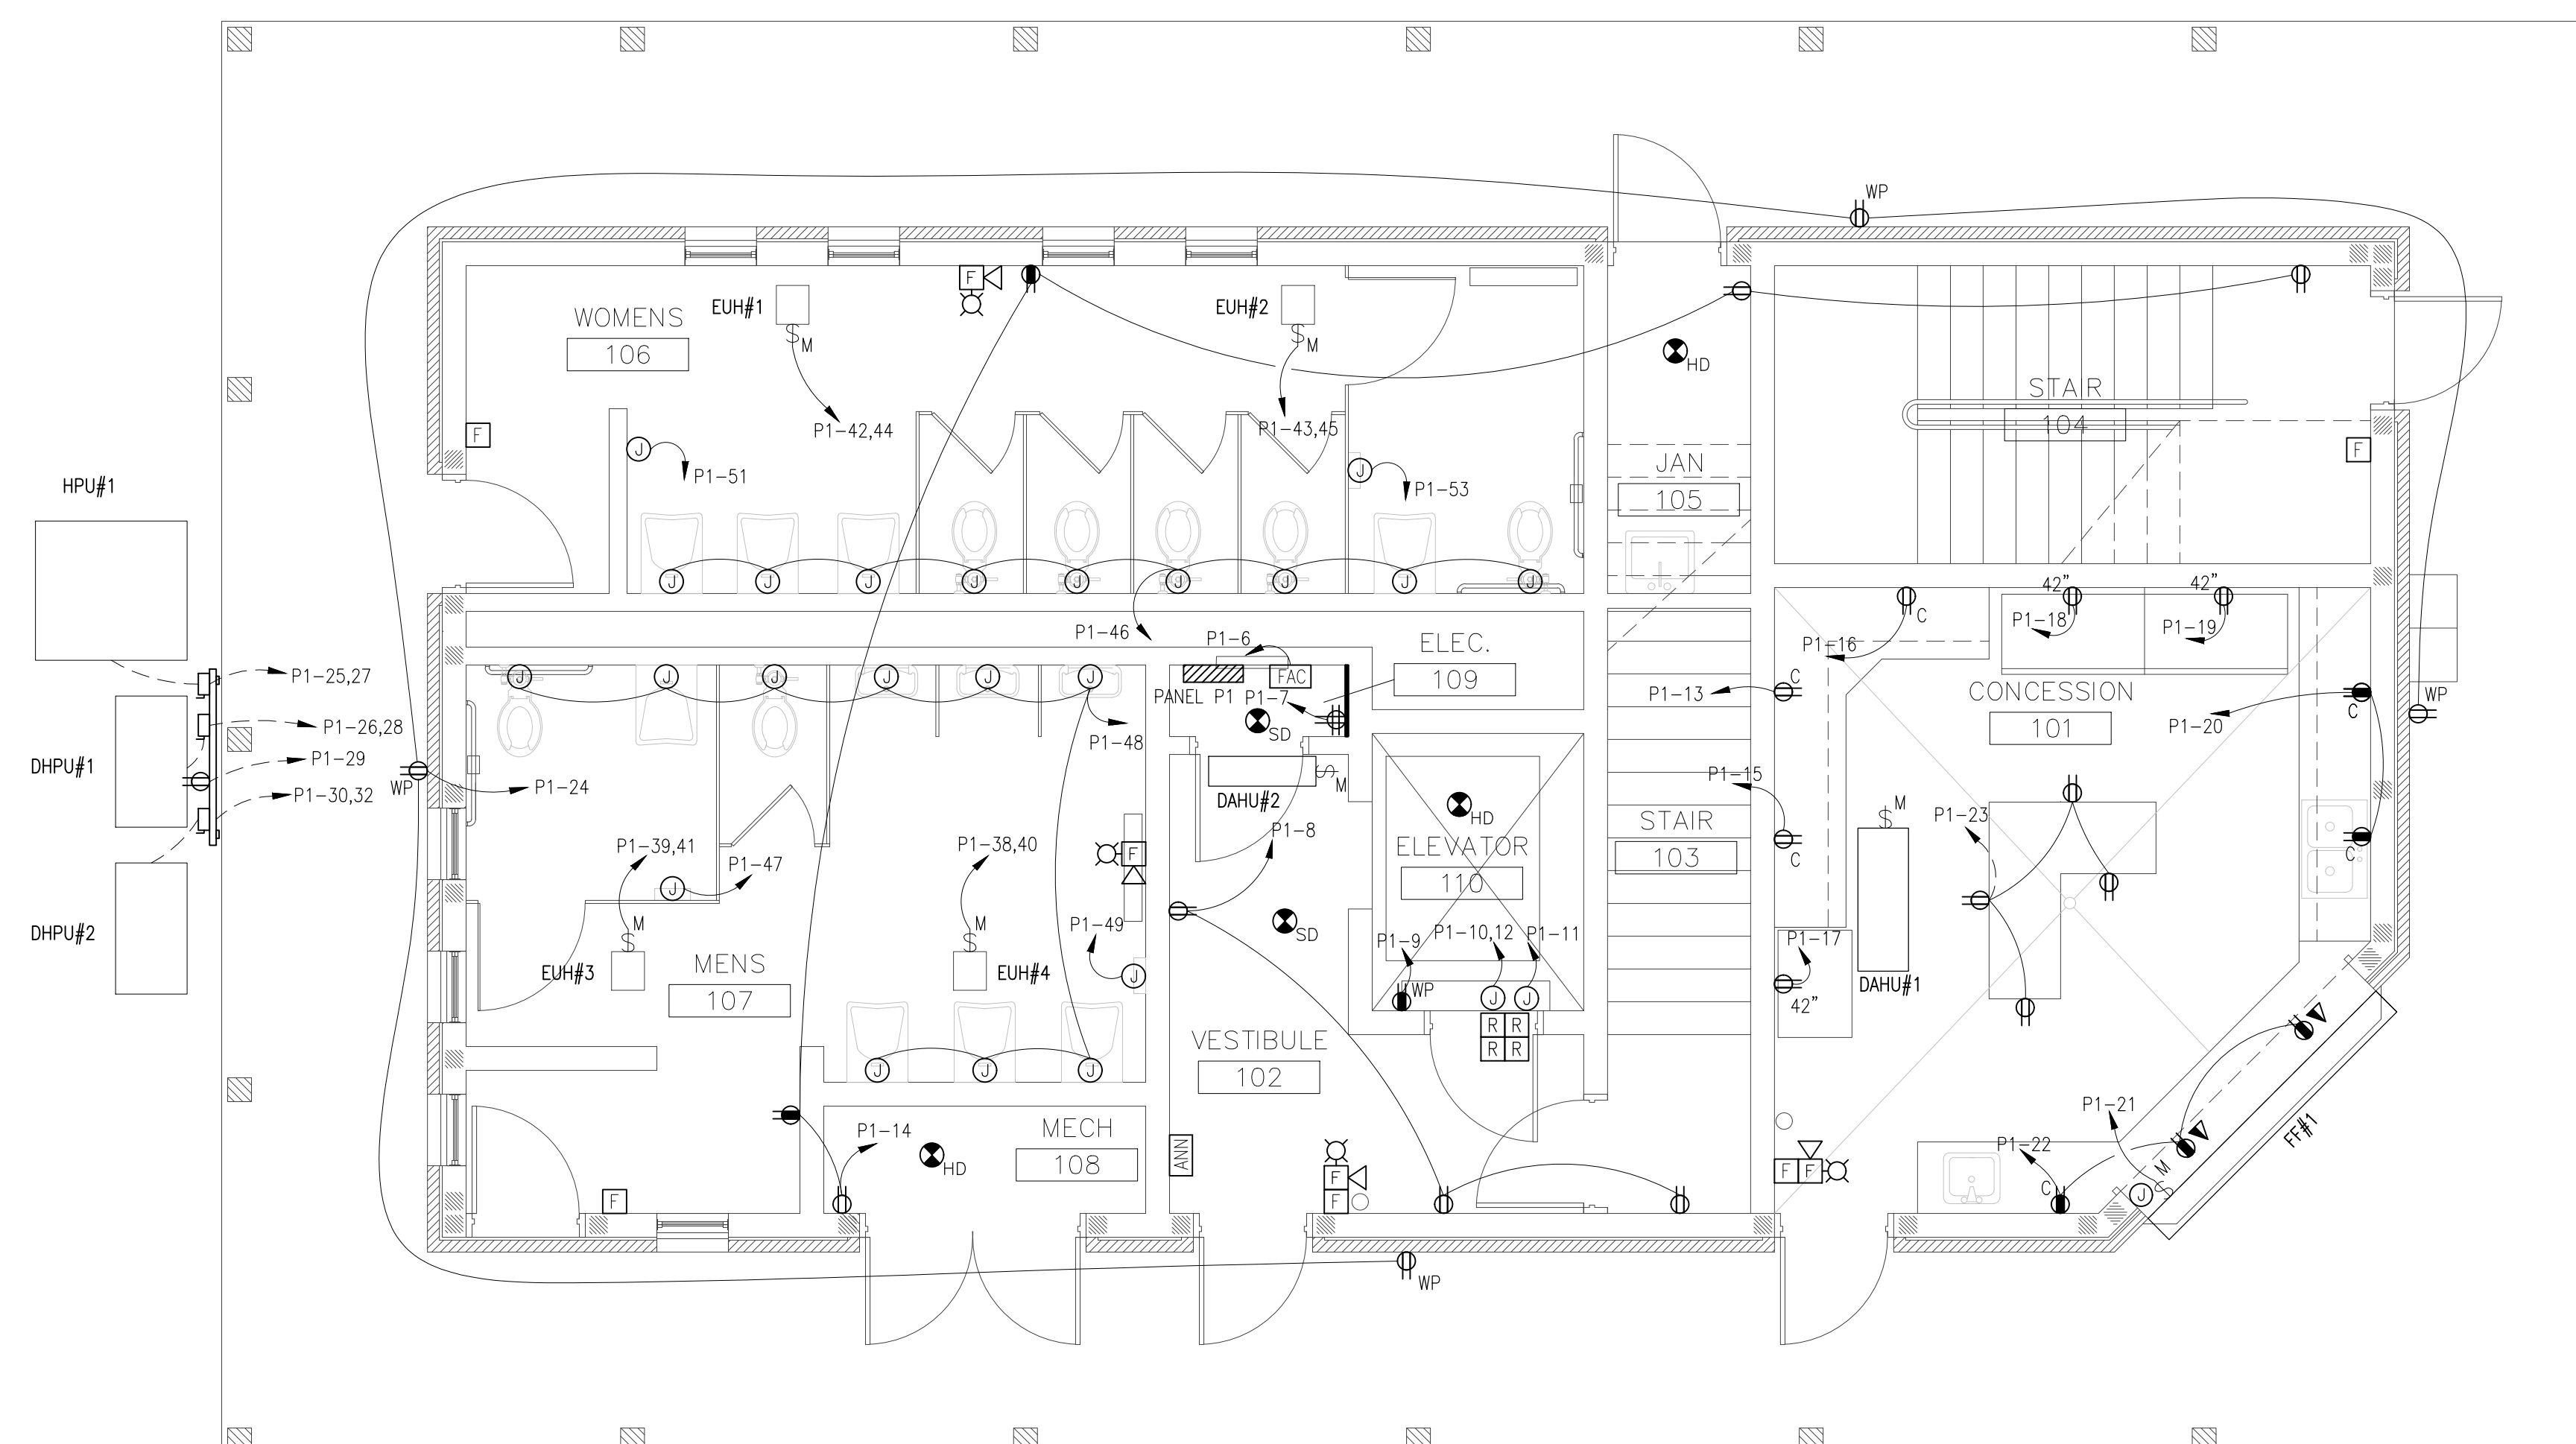 WP
F
EUH#1
M
EUH#2
M
WOMENS
106
HD
P1-42,44
P1-43,45
STAIR
104
F
F
J
P1-51
J
P1-53
JAN
105
HPU#1
J
J
J
J
J
J
J
J
J
P1-46
P1-6
ELEC.
109
FAC
PANEL P1
P1-7
SD
C
42"
42"
P1-16
P1-18
P1-19
C
P1-13
CONCESSION
101
C
P1-20
WP
J
J
J
J
J
J
P1-48
P1-25,27
P1-26,28
P1-29
P1-30,32
DHPU#1
WP
P1-24
DAHU#2
M
P1-8
HD
ELEVATOR
110
STAIR
103
P1-15
C
M
P1-23
C
P1-39,41
P1-47
J
P1-38,40
F
DHPU#2
M
EUH#3
MENS
107
M
EUH#4
P1-49
J
SD
P1-9
P1-10,12
P1-11
WP
J
J
R R
R R
P1-17
42"
DAHU#1
VESTIBULE
102
J
J
J
P1-14
HD
MECH
108
ANN
F
F
F
F F
P1-21
P1-22
C
M
J
FF#1
WP